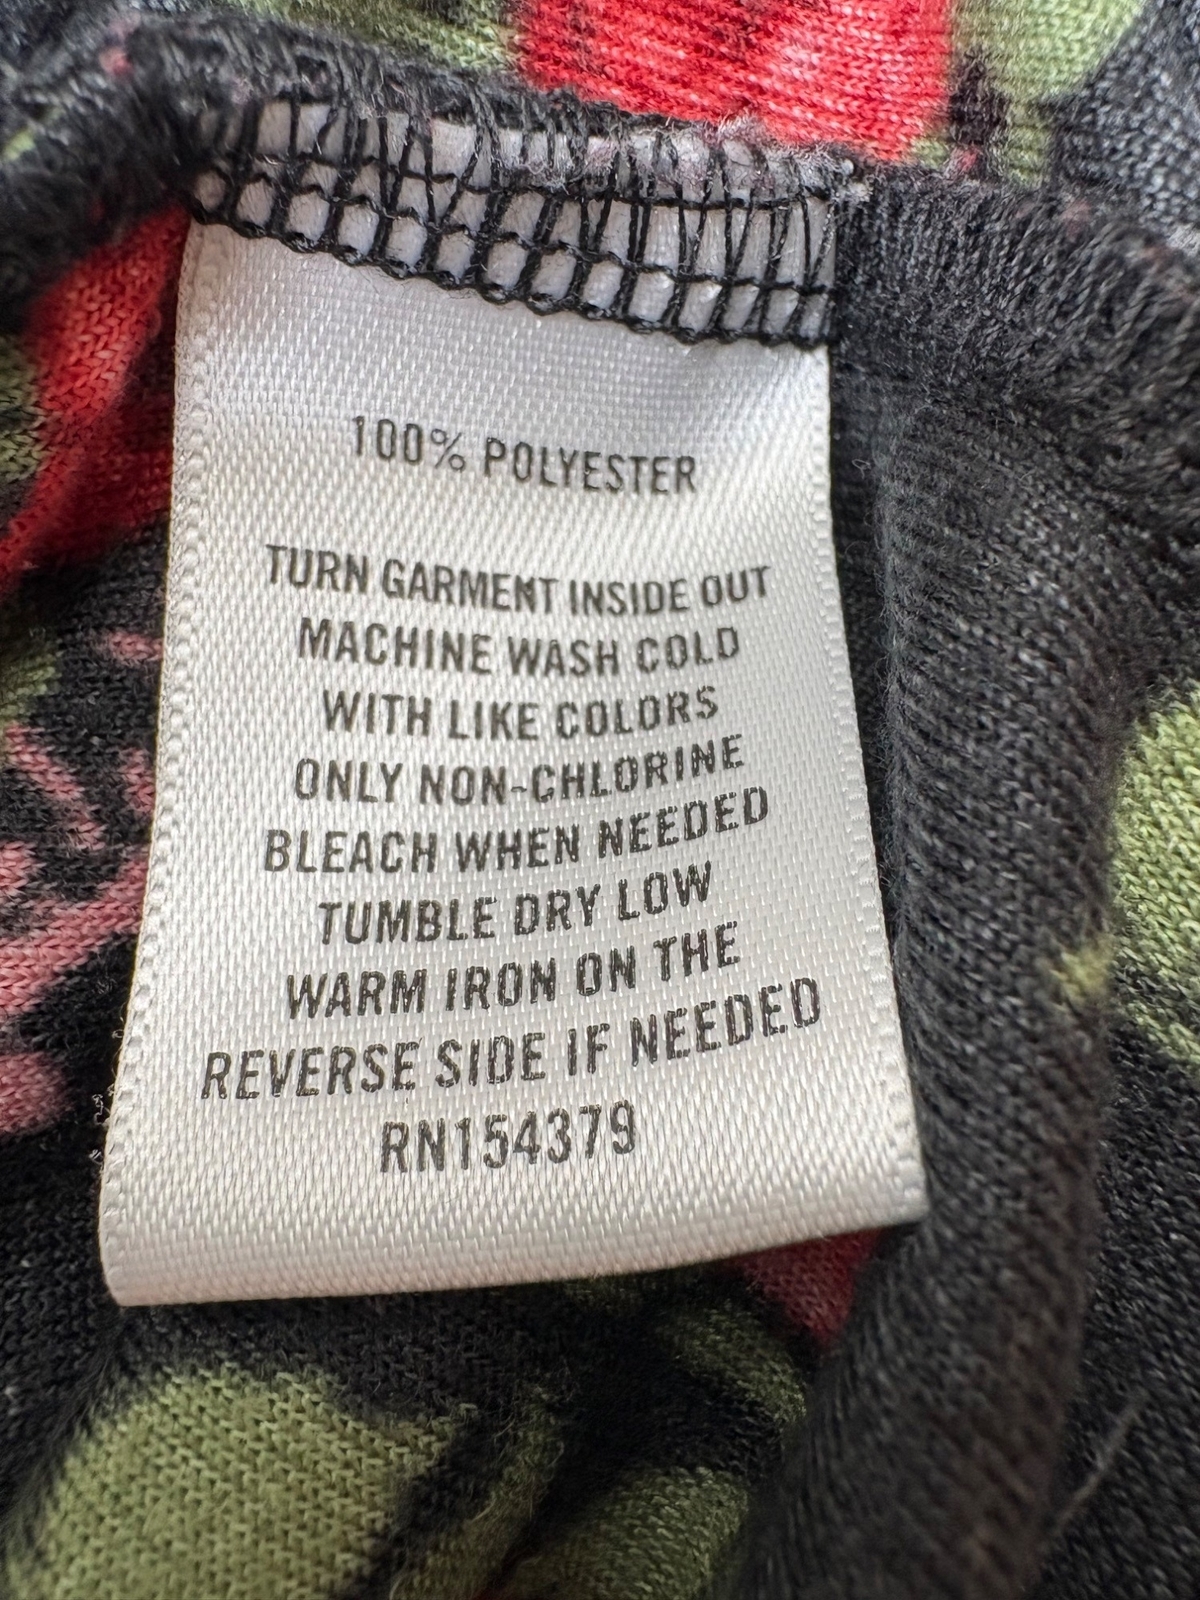 100% POLYESTER
TURN GARMENT INSIDE OUT
MACHINE WASH COLD
WITH LIKE COLORS
ONLY NON-CHLORINE
BLEACH WHEN NEEDED
TUMBLE DRY LOW
WARM IRON ON THE
REVERSE SIDE IF NEEDED
RN154379